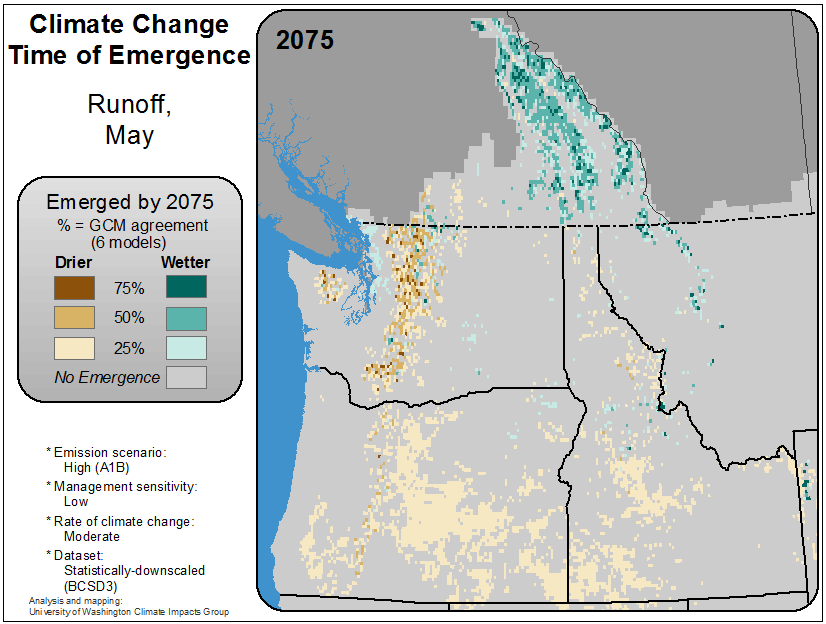 Climate Change
Time of Emergence
Runoff,
May
2075
Emerged by 2075
% = GCM agreement
(6 models)
Drier Wetter
75%
50%
25%
No Emergence
* Emission scenario:
High (A1B)
* Management sensitivity:
Low
* Rate of climate change:
Moderate
* Dataset:
Statistically-downscaled
(BCSD3)
Analysis and mapping:
University of Washington Climate Impacts Group